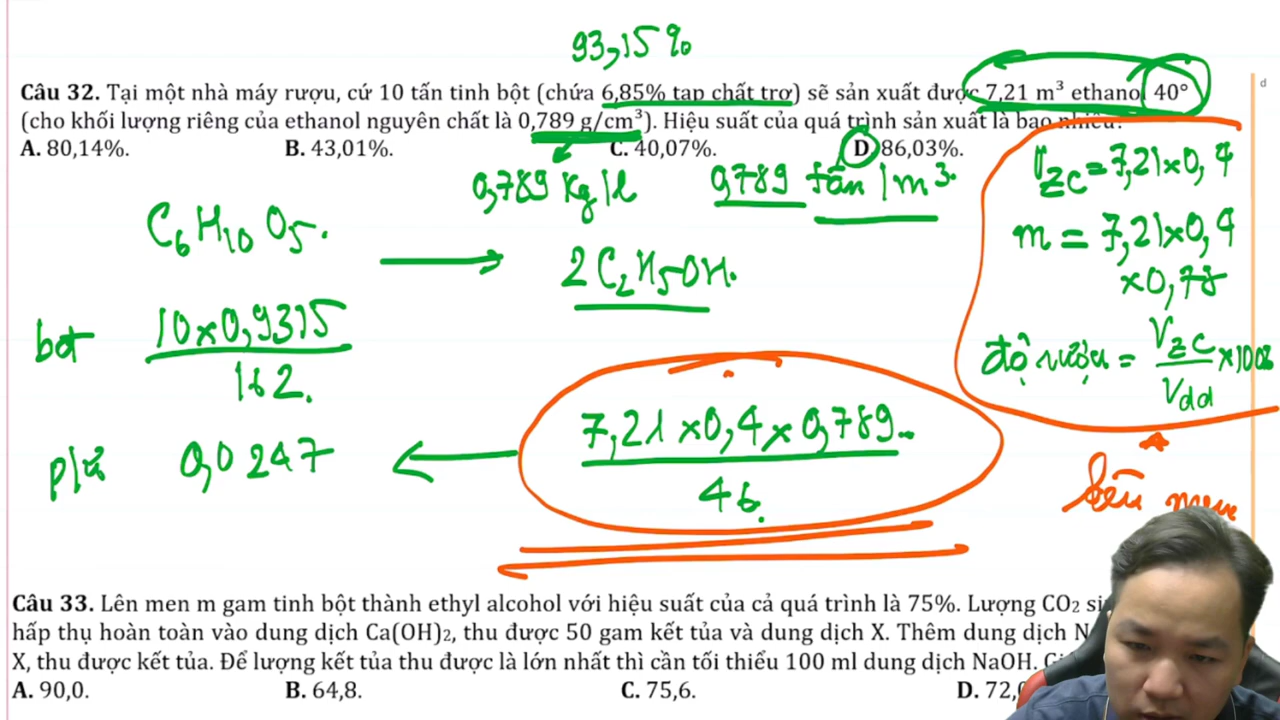 93,15%
Câu 32. Tại một nhà máy rượu, cứ 10 tấn tinh bột (chứa 6,85% tạp chất trơ) sẽ sản xuất được 7,21 m³ ethanol 40°
(cho khối lượng riêng của ethanol nguyên chất là 0,789 g/cm³). Hiệu suất của quá trình sản xuất là bao nhiêu?
A. 80,14%. B. 43,01%. C. 40,07%. D. 86,03%.
0,789 Kg/l 0,789 tấn/m³.
V_ZC = 7,21×0,4
C₆H₁₀O₅. → 2C₂H₅OH.
m = 7,21×0,4
×0,78
bđ 10×0,9315 / 162.
độ rượu = V_ZC / V_dd ×100
p/ư 0,0247 ← 7,21×0,4×0,789.. / 46.
lên men
Câu 33. Lên men m gam tinh bột thành ethyl alcohol với hiệu suất của cả quá trình là 75%. Lượng CO₂ si
hấp thụ hoàn toàn vào dung dịch Ca(OH)₂, thu được 50 gam kết tủa và dung dịch X. Thêm dung dịch N
X, thu được kết tủa. Để lượng kết tủa thu được là lớn nhất thì cần tối thiểu 100 ml dung dịch NaOH.
A. 90,0. B. 64,8. C. 75,6. D. 72,